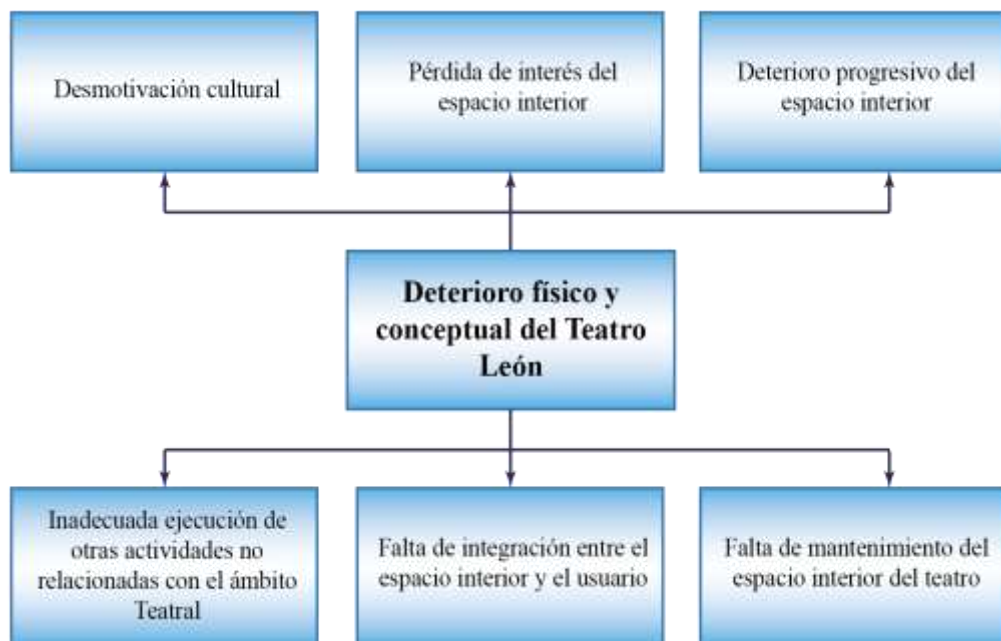 Desmotivación cultural
Pérdida de interés del
espacio interior
Deterioro progresivo del
espacio interior
Deterioro físico y
conceptual del Teatro
León
Inadecuada ejecución de
otras actividades no
relacionadas con el ámbito
Teatral
Falta de integración entre el
espacio interior y el usuario
Falta de mantenimiento del
espacio interior del teatro